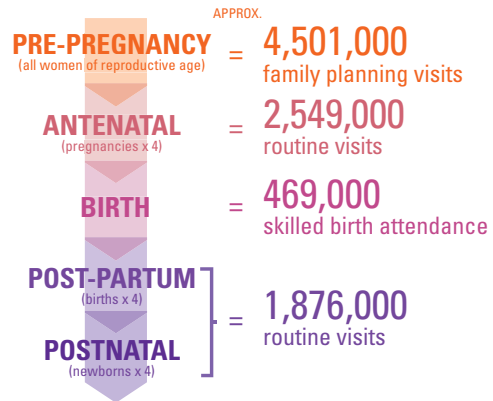 APPROX.
PRE-PREGNANCY
(all women of reproductive age)
= 4,501,000
family planning visits
ANTENATAL
(pregnancies x 4)
= 2,549,000
routine visits
BIRTH
= 469,000
skilled birth attendance
POST-PARTUM
(births x 4)
POSTNATAL
(newborns x 4)
= 1,876,000
routine visits